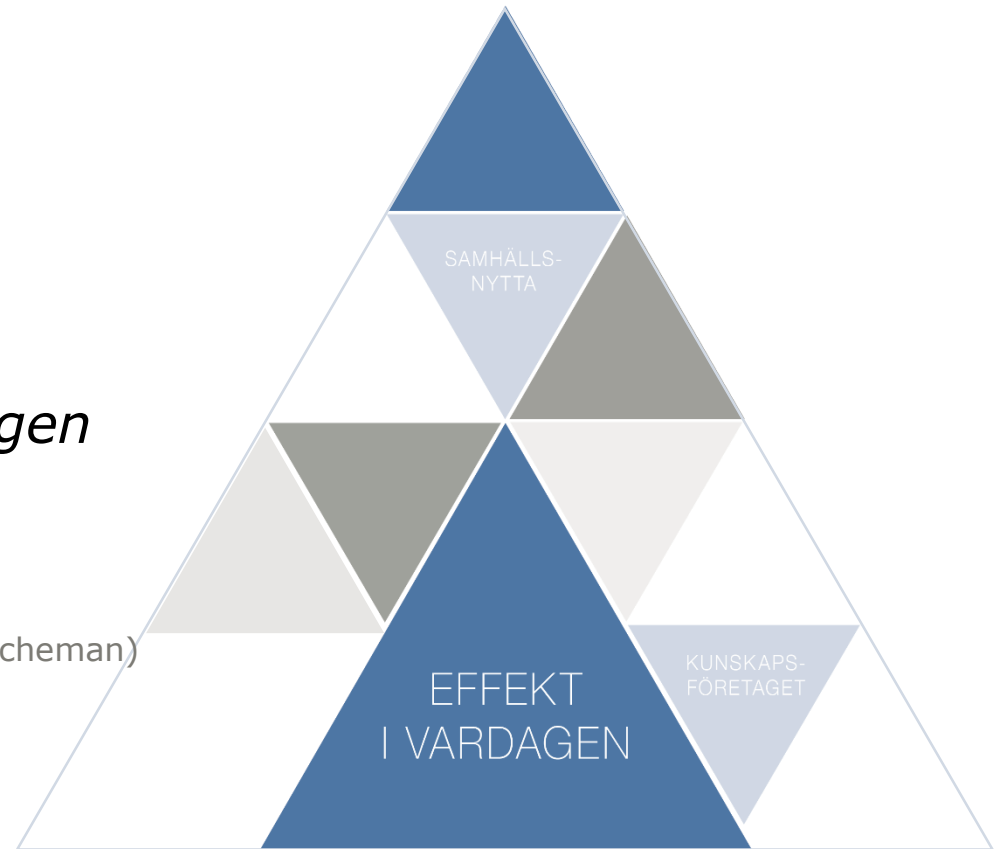 SAMHÄLLS-
NYTTA
gen
cheman)
KUNSKAPS-
FÖRETAGET
EFFEKT
I VARDAGEN